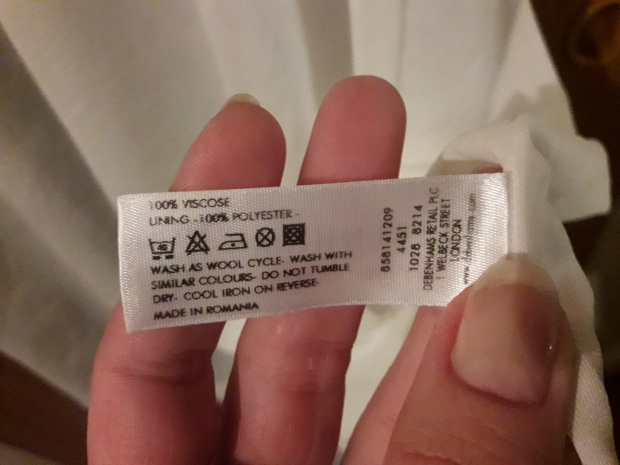 100% VISCOSE
LINING -100% POLYESTER-
WASH AS WOOL CYCLE- WASH WITH
SIMILAR COLOURS- DO NOT TUMBLE
DRY- COOL IRON ON REVERSE-
MADE IN ROMANIA
858141209
4451
1028 8214
DEBENHAMS RETAIL PLC
1 WELBECK STREET
LONDON
www.debenhams.com